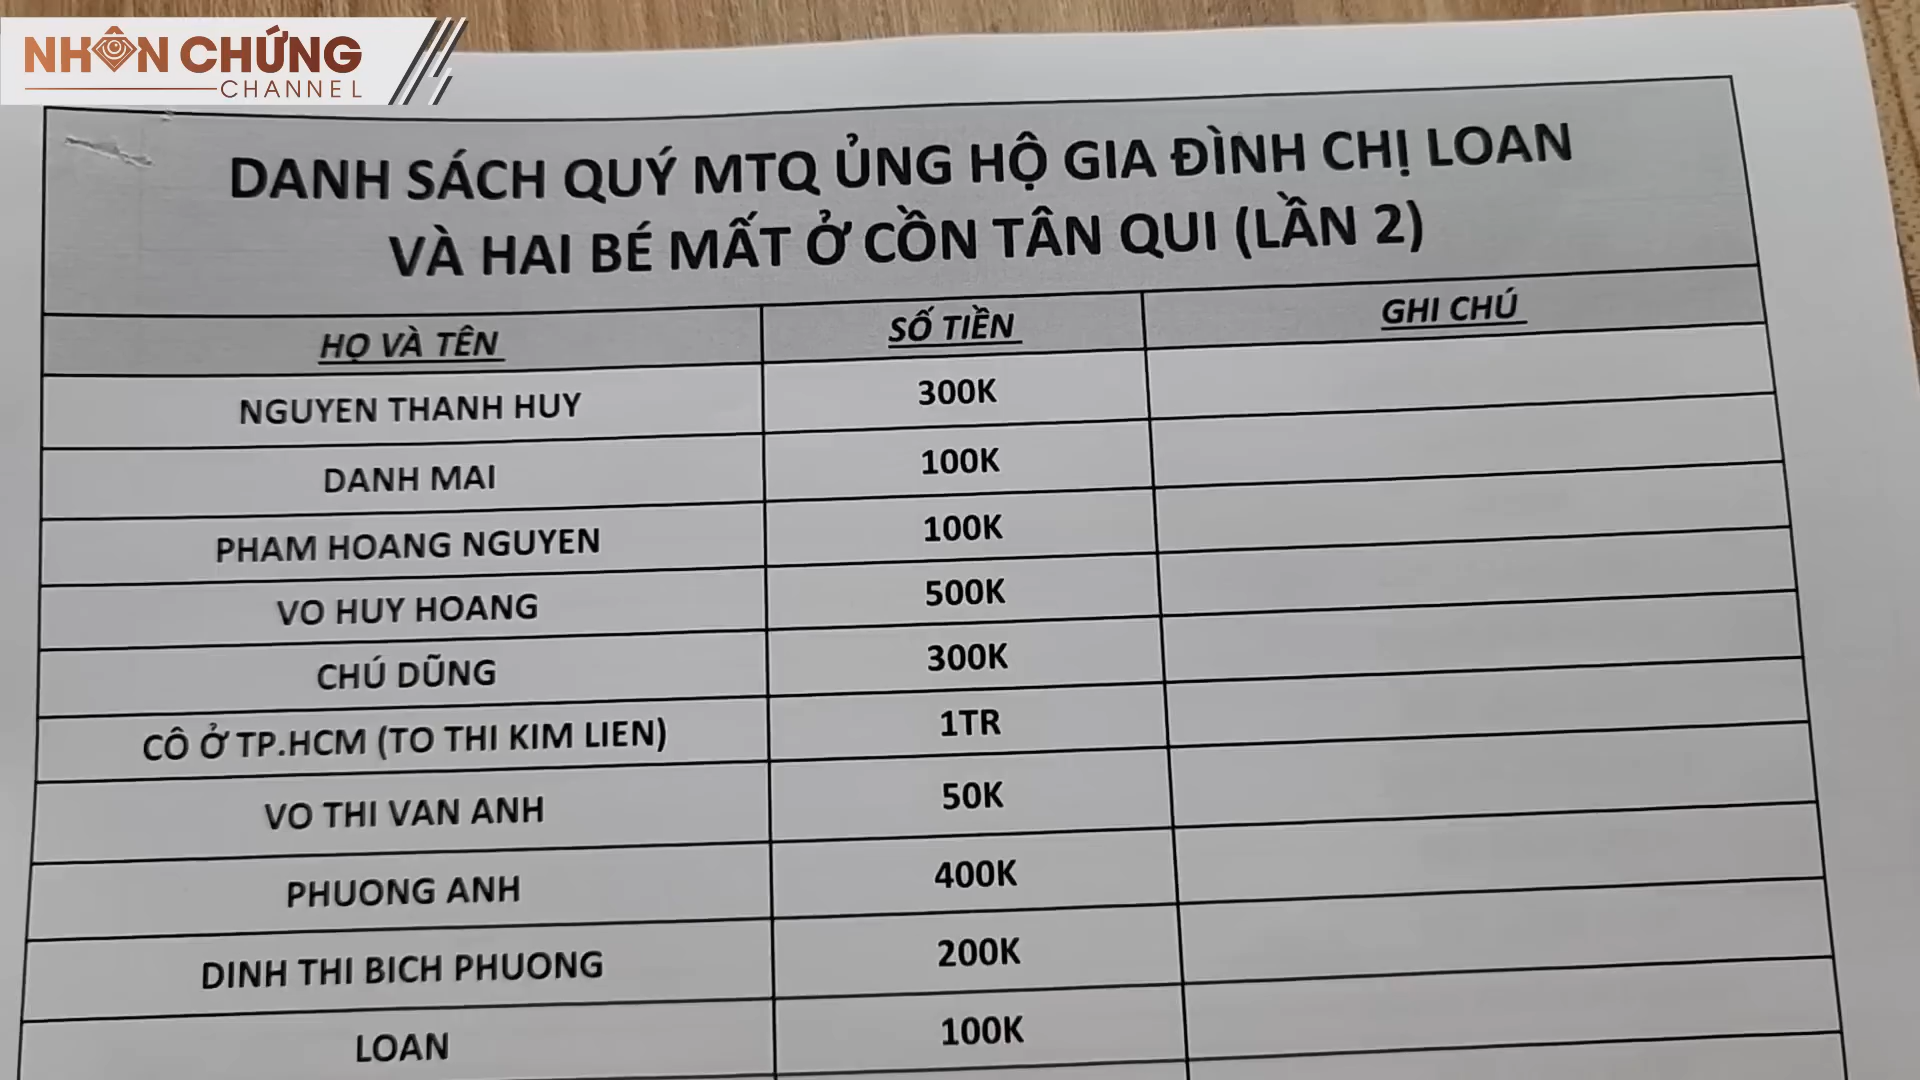 NHÂN CHỨNG
CHANNEL
DANH SÁCH QUÝ MTQ ỦNG HỘ GIA ĐÌNH CHỊ LOAN
VÀ HAI BÉ MẤT Ở CỒN TÂN QUI (LẦN 2)
HỌ VÀ TÊN SỐ TIỀN GHI CHÚ
NGUYEN THANH HUY 300K
DANH MAI 100K
PHAM HOANG NGUYEN 100K
VO HUY HOANG 500K
CHÚ DŨNG 300K
CÔ Ở TP.HCM (TO THI KIM LIEN) 1TR
VO THI VAN ANH 50K
PHUONG ANH 400K
DINH THI BICH PHUONG 200K
LOAN 100K